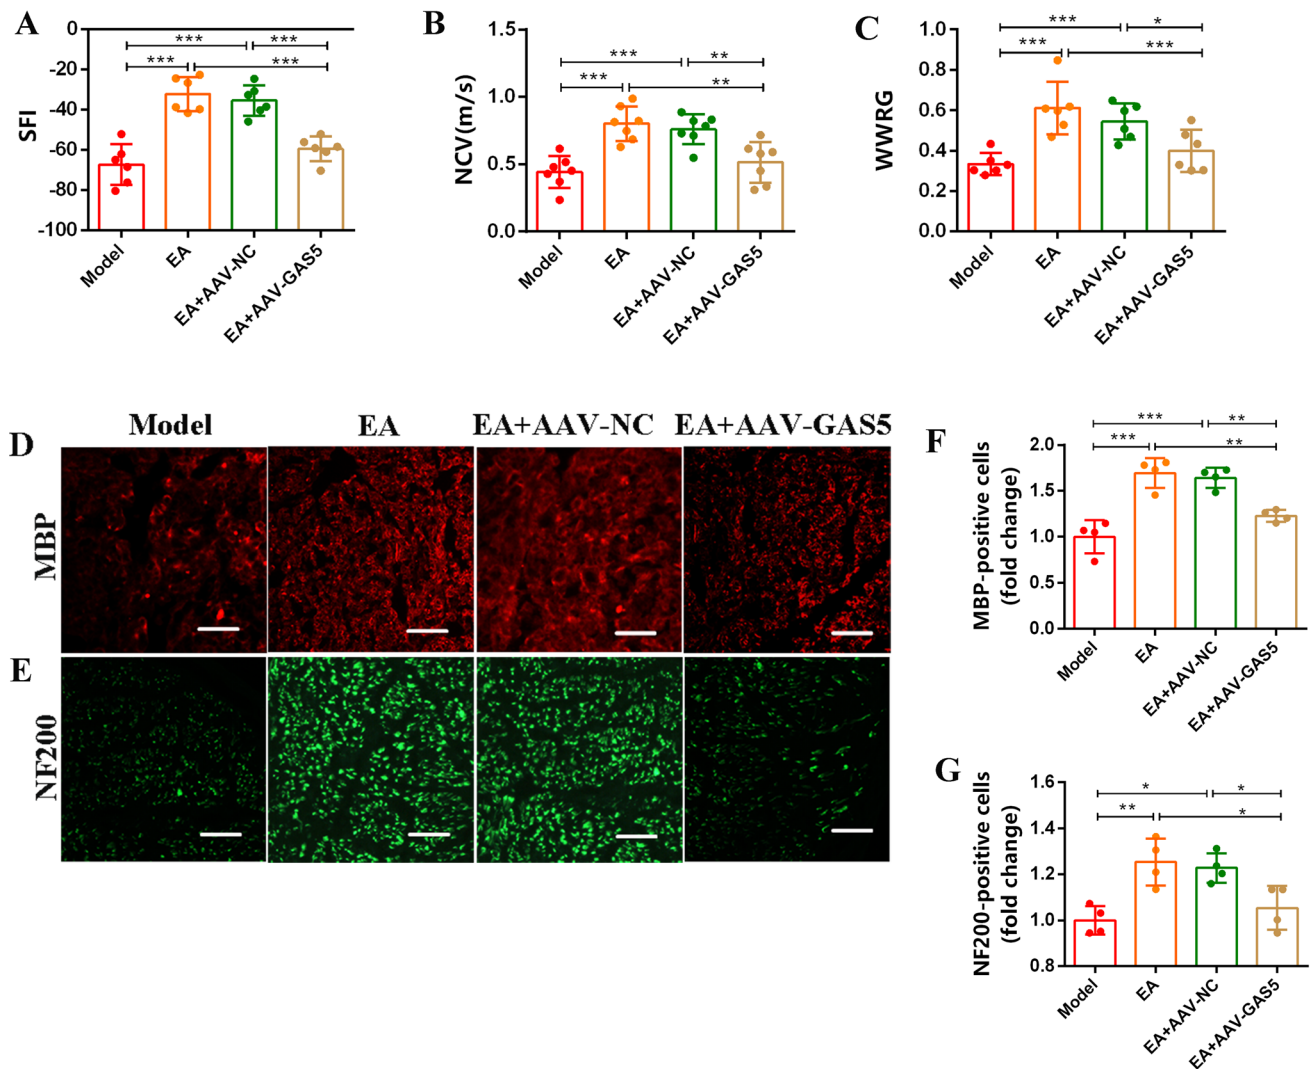 A
SFI
0
-20
-40
-60
-80
-100
***
***
***
***
Model
EA
EA+AAV-NC
EA+AAV-GAS5
B
NCV(m/s)
1.5
1.0
0.5
0.0
***
**
***
**
Model
EA
EA+AAV-NC
EA+AAV-GAS5
C
WWRG
1.0
0.8
0.6
0.4
0.2
0.0
***
*
***
***
Model
EA
EA+AAV-NC
EA+AAV-GAS5
Model
EA
EA+AAV-NC
EA+AAV-GAS5
D
MBP
E
NF200
F
MBP-positive cells
(fold change)
2.0
1.5
1.0
0.5
0.0
***
**
***
**
Model
EA
EA+AAV-NC
EA+AAV-GAS5
G
NF200-positive cells
(fold change)
1.6
1.4
1.2
1.0
0.8
*
*
**
*
Model
EA
EA+AAV-NC
EA+AAV-GAS5